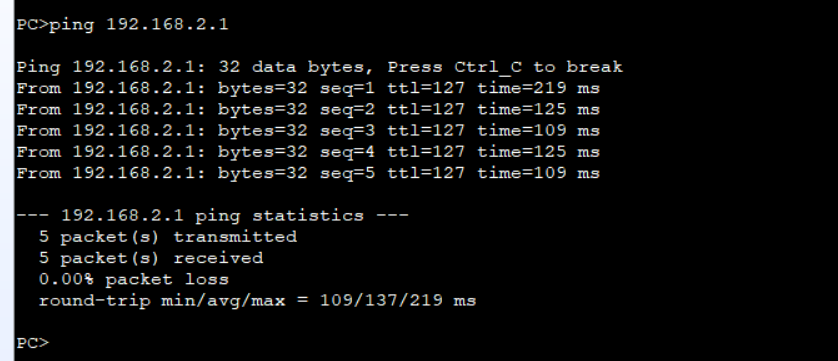 PC>ping 192.168.2.1
Ping 192.168.2.1: 32 data bytes, Press Ctrl_C to break
From 192.168.2.1: bytes=32 seq=1 ttl=127 time=219 ms
From 192.168.2.1: bytes=32 seq=2 ttl=127 time=125 ms
From 192.168.2.1: bytes=32 seq=3 ttl=127 time=109 ms
From 192.168.2.1: bytes=32 seq=4 ttl=127 time=125 ms
From 192.168.2.1: bytes=32 seq=5 ttl=127 time=109 ms
--- 192.168.2.1 ping statistics ---
5 packet(s) transmitted
5 packet(s) received
0.00% packet loss
round-trip min/avg/max = 109/137/219 ms
PC>